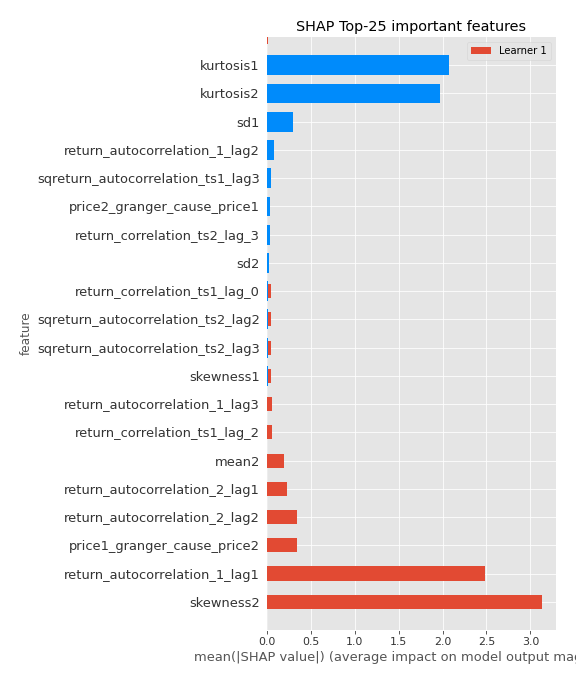 SHAP Top-25 important features
Learner 1
kurtosis1
kurtosis2
sd1
return_autocorrelation_1_lag2
sqreturn_autocorrelation_ts1_lag3
price2_granger_cause_price1
return_correlation_ts2_lag_3
sd2
return_correlation_ts1_lag_0
sqreturn_autocorrelation_ts2_lag2
sqreturn_autocorrelation_ts2_lag3
skewness1
return_autocorrelation_1_lag3
return_correlation_ts1_lag_2
mean2
return_autocorrelation_2_lag1
return_autocorrelation_2_lag2
price1_granger_cause_price2
return_autocorrelation_1_lag1
skewness2
feature
0.0 0.5 1.0 1.5 2.0 2.5 3.0
mean(|SHAP value|) (average impact on model output mag